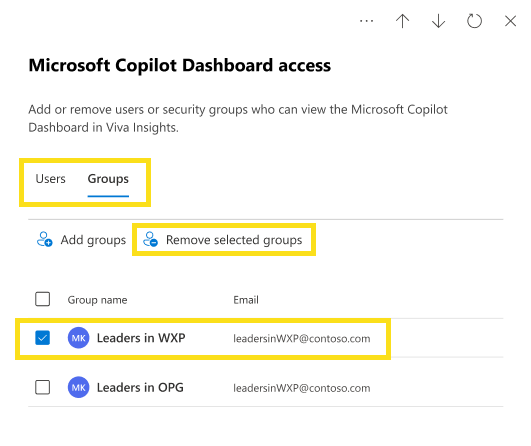 Microsoft Copilot Dashboard access
Add or remove users or security groups who can view the Microsoft Copilot
Dashboard in Viva Insights.
Users Groups
Add groups Remove selected groups
Group name Email
MK Leaders in WXP leadersinWXP@contoso.com
MK Leaders in OPG leadersinWXP@contoso.com